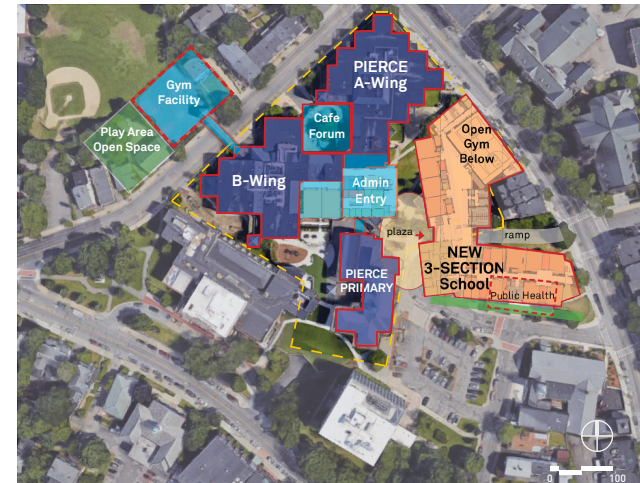 PIERCE
A-Wing
Gym
Facility
Cafe
Forum
Play Area
Open Space
Open
Gym
Below
B-Wing
Admin
Entry
plaza
ramp
NEW
3-SECTION
School
PIERCE
PRIMARY
Public Health
0
100